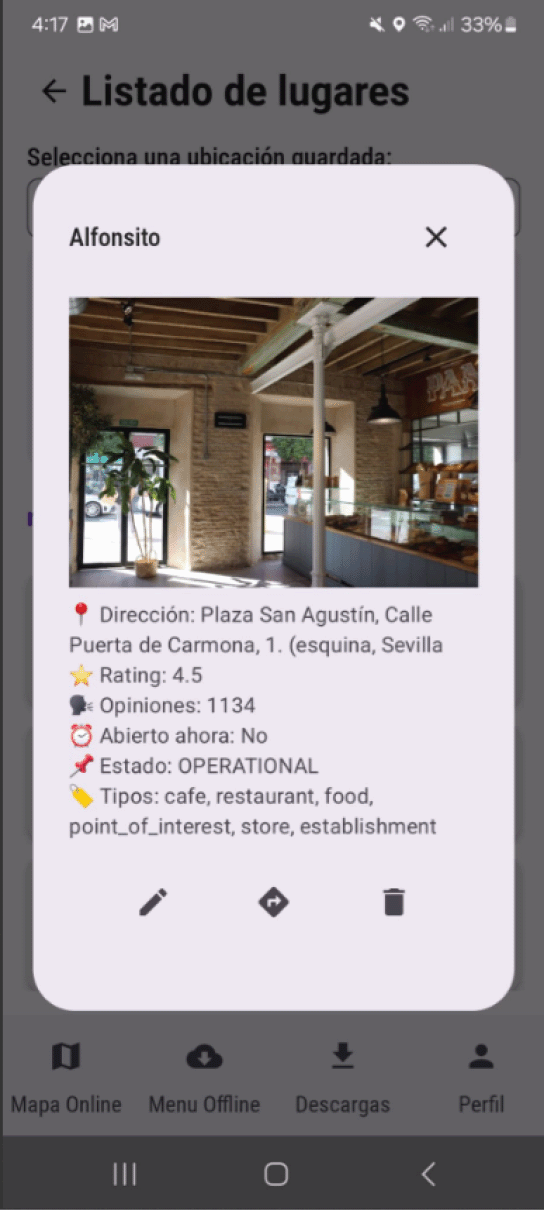 4:17
33%
Listado de lugares
Selecciona una ubicación guardada:
Alfonsito
Dirección: Plaza San Agustín, Calle
Puerta de Carmona, 1. (esquina, Sevilla
Rating: 4.5
Opiniones: 1134
Abierto ahora: No
Estado: OPERATIONAL
Tipos: cafe, restaurant, food,
point_of_interest, store, establishment
Mapa Online
Menu Offline
Descargas
Perfil